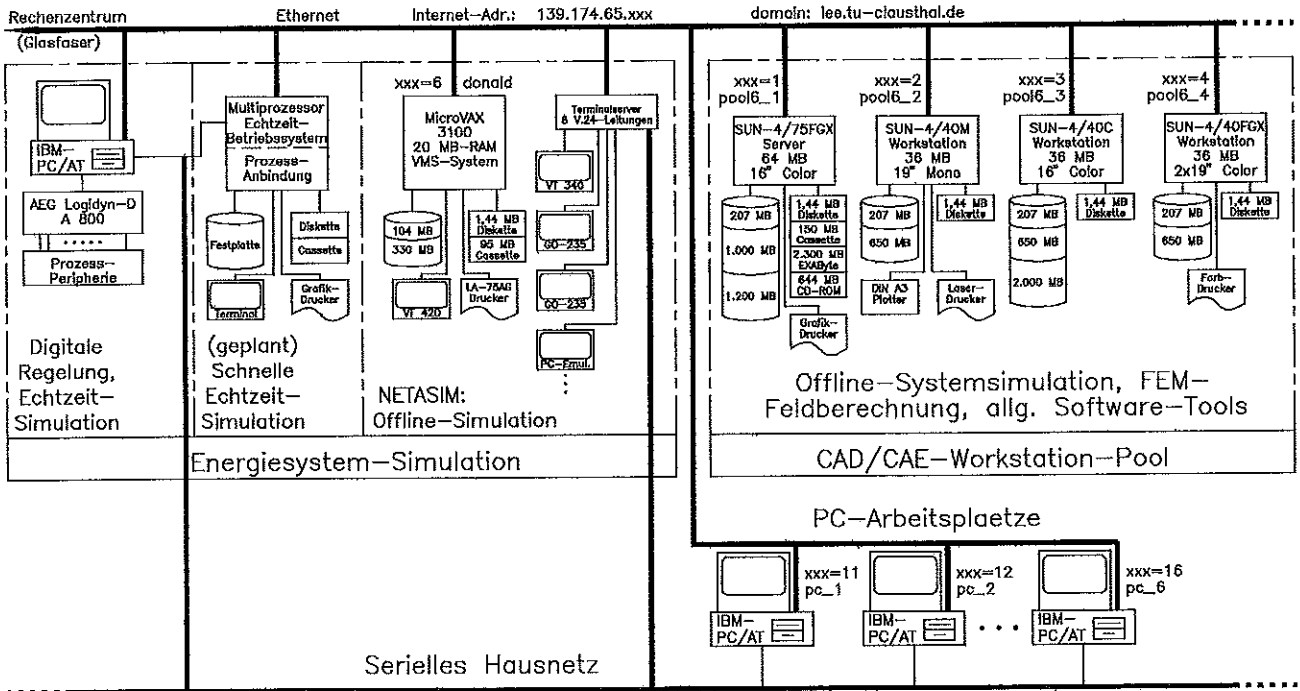 Rechenzentrum
Ethernet
Internet-Adr.: 139.174.65.xxx
domain: iee.tu-clausthal.de
(Glasfaser)
IBM-
PC/AT
AEG Logidyn-D
A 800
Prozess-
Peripherie
Digitale
Regelung,
Echtzeit-
Simulation
Multiprozessor
Echtzeit-
Betriebssystem
Prozess-
Anbindung
Festplatte
Diskette
Cassette
Terminal
Grafik-
Drucker
(geplant)
Schnelle
Echtzeit-
Simulation
xxx=6 donald
MicroVAX
3100
20 MB-RAM
VMS-System
104 MB
330 MB
1,44 MB
Diskette
95 MB
Cassette
VT 420
LA-75AG
Drucker
NETASIM:
Offline-Simulation
Terminalserver
8 V.24-Leitungen
VT 340
GO-235
GO-235
PC-Emul.
Energiesystem-Simulation
xxx=1
pool6_1
SUN-4/75FGX
Server
64 MB
16" Color
207 MB
1.000 MB
1.200 MB
1,44 MB
Diskette
150 MB
Cassette
2.300 MB
EXAByte
644 MB
CD-ROM
Grafik-
Drucker
xxx=2
pool6_2
SUN-4/40M
Workstation
36 MB
19" Mono
207 MB
650 MB
1,44 MB
Diskette
DIN A3
Plotter
Laser-
Drucker
xxx=3
pool6_3
SUN-4/40C
Workstation
36 MB
16" Color
207 MB
650 MB
2.000 MB
1,44 MB
Diskette
xxx=4
pool6_4
SUN-4/40FGX
Workstation
36 MB
2x19" Color
207 MB
650 MB
1,44 MB
Diskette
Farb-
Drucker
Offline-Systemsimulation, FEM-
Feldberechnung, allg. Software-Tools
CAD/CAE-Workstation-Pool
PC-Arbeitsplaetze
xxx=11
pc_1
IBM-
PC/AT
xxx=12
pc_2
IBM-
PC/AT
xxx=16
pc_6
IBM-
PC/AT
Serielles Hausnetz